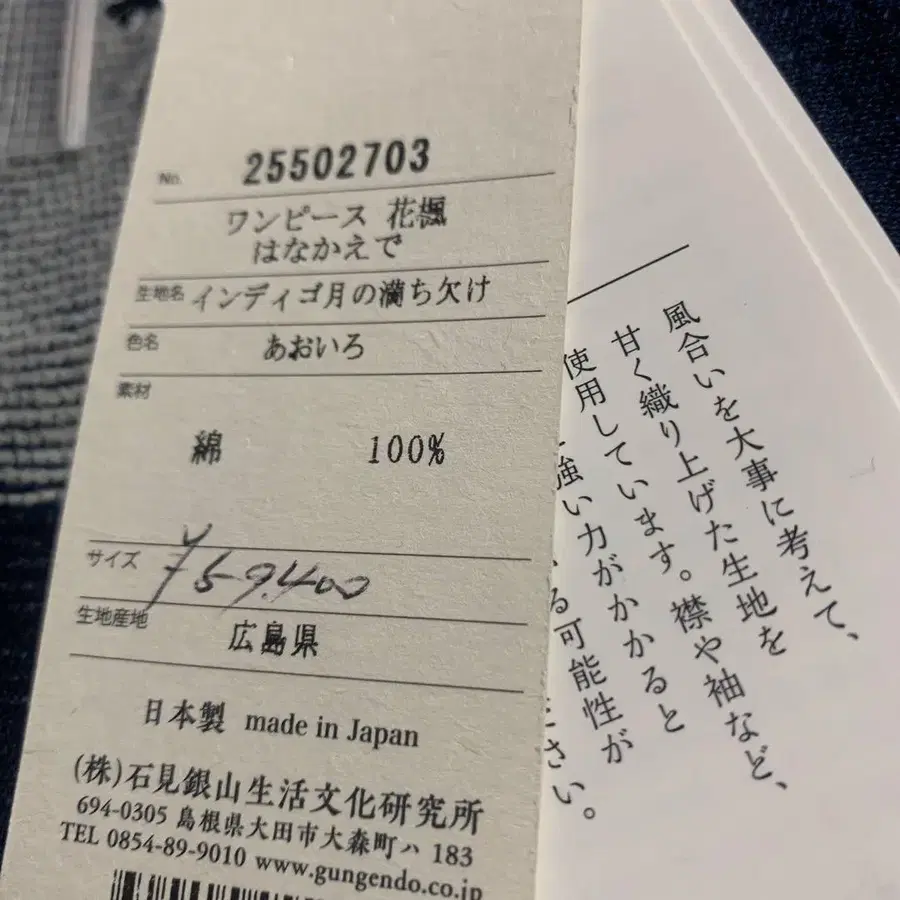 No. 25502703
ワンピース 花楓
はなかえで
生地名 インディゴ月の満ち欠け
色名 あおいろ
素材
綿 100%
サイズ ¥59,400
生地産地 広島県
日本製 made in Japan
(株)石見銀山生活文化研究所
694-0305 島根県大田市大森町ハ 183
TEL 0854-89-9010 www.gungendo.co.jp
風合いを大事に考えて、
甘く織り上げた生地を
使用しています。襟や袖など、
強い力がかかると
る可能性が
ださい。